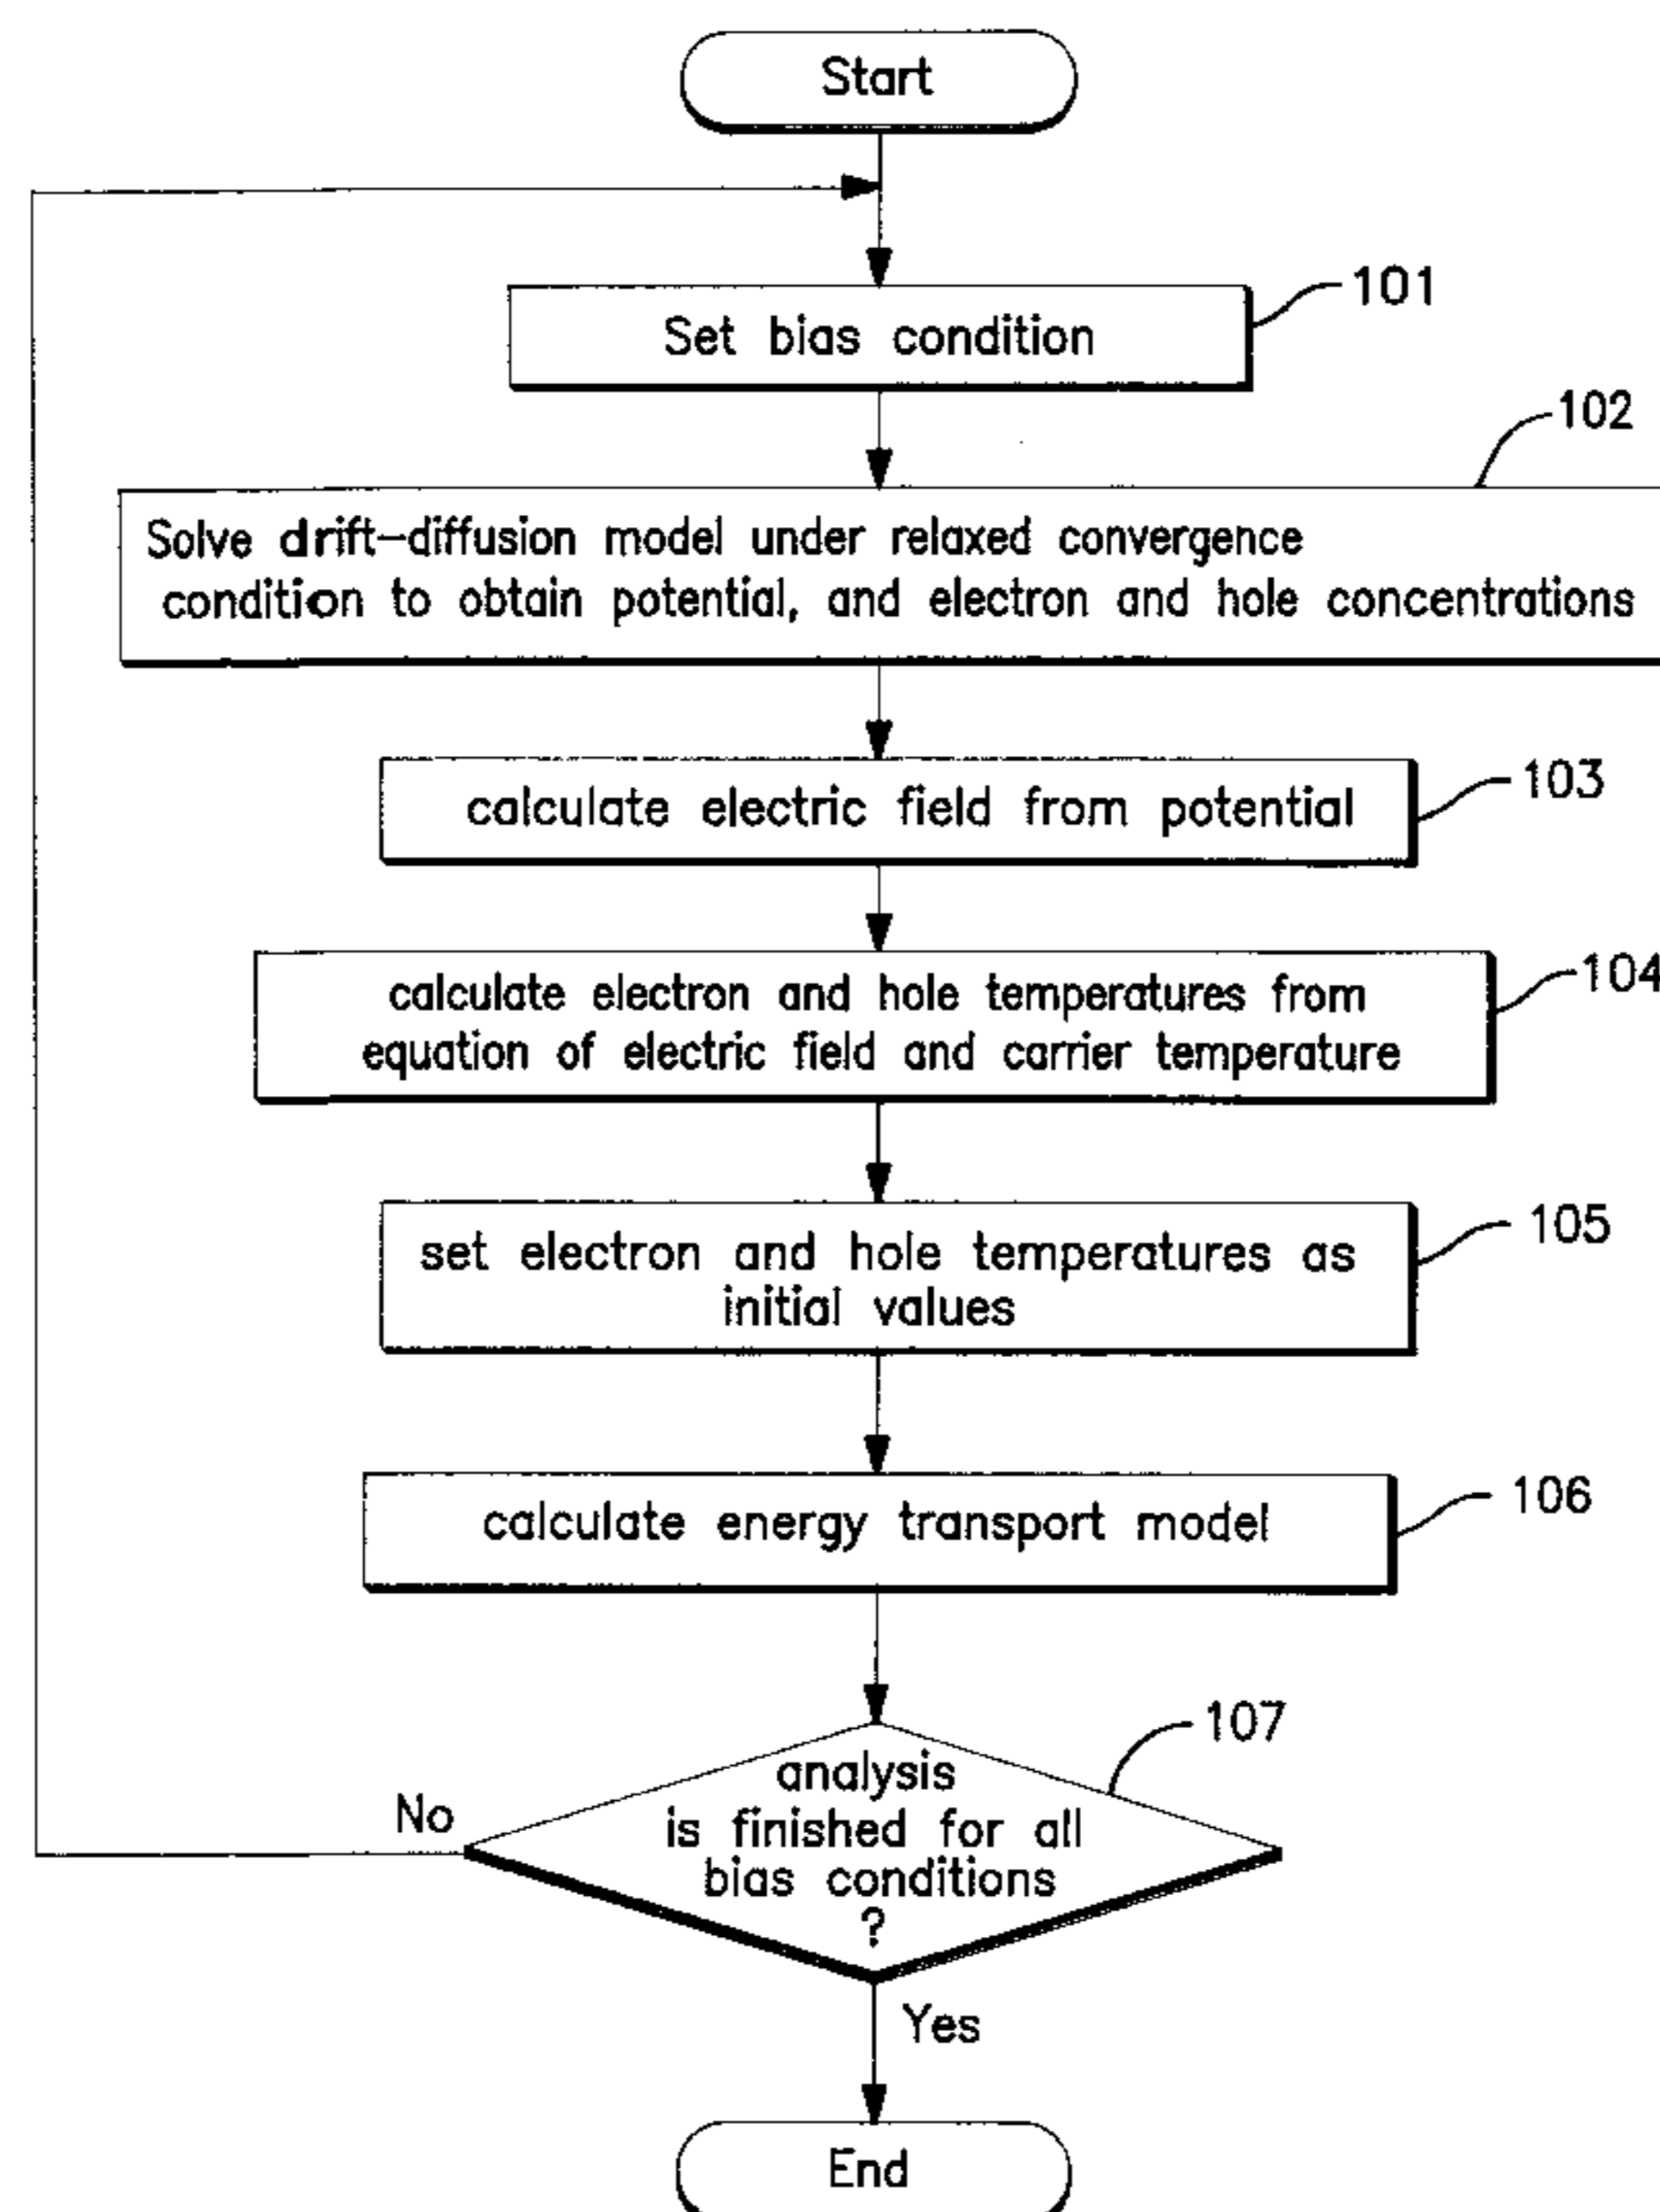 Start
101
Set bias condition
102
Solve drift-diffusion model under relaxed convergence
condition to obtain potential, and electron and hole concentrations
103
calculate electric field from potential
104
calculate electron and hole temperatures from
equation of electric field and carrier temperature
105
set electron and hole temperatures as
initial values
106
calculate energy transport model
107
analysis
is finished for all
bias conditions
?
No
Yes
End